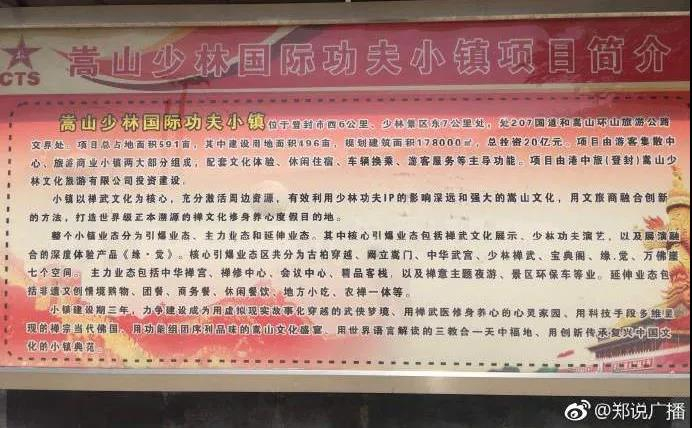 CTS
嵩山少林国际功夫小镇项目简介
嵩山少林国际功夫小镇 位于登封市西6公里、少林景区东7公里处，处207国道和嵩山环山旅游公路
交界处。项目总占地面积591亩，其中建设用地面积496亩，规划建筑面积178000㎡，总投资20亿元。项目由游客集散中
心、旅游商业小镇两大部分组成，配套文化体验、休闲住宿、车辆换乘、游客服务等主导功能。项目由港中旅(登封)嵩山少
林文化旅游有限公司投资建设。
小镇以禅武文化为核心，充分激活周边资源，有效利用少林功夫IP的影响深远和强大的嵩山文化，用文旅商融合创新
的方法，打造世界级正本溯源的禅文化修身养心度假目的地。
整个小镇业态分为引爆业态、主力业态和延伸业态。其中核心引爆业态包括禅武文化展示、少林功夫演艺，以及展演融
合的深度体验产品《缘·觉》。核心引爆业态区共分为古柏穿越、阙立嵩门、中华武宫、少林禅武、宝典阁、缘.觉、万佛崖
七个空间。 主力业态包括中华禅宫、禅修中心、会议中心、精品客栈，以及禅意主题夜游、景区环保车等业。延伸业态包
括非遗文创情境购物、团餐、商务餐、休闲餐饮、地方小吃、农禅一体等。
小镇建设期三年，力争建设成为用虚拟现实故事化穿越的武侠梦境、用禅武医修身养心的心灵家园、用科技手段多维呈
现的禅宗当代佛国、用功能组团序列品味的嵩山文化盛宴、用世界语言解读的三教合一天中福地、用创新传承复兴中国文
化的小镇典范。
@郑说广播